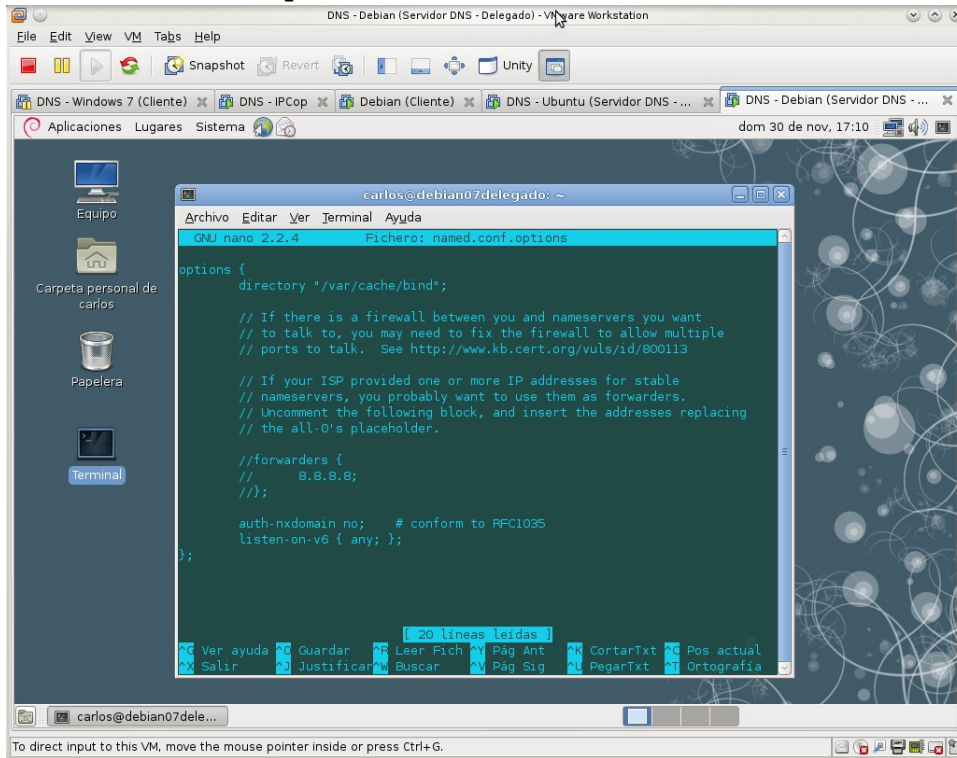 DNS - Debian (Servidor DNS - Delegado) - VMware Workstation
File Edit View VM Tabs Help
Snapshot Revert Unity
DNS - Windows 7 (Cliente) DNS - IPCop Debian (Cliente) DNS - Ubuntu (Servidor DNS - ... DNS - Debian (Servidor DNS - ...
Aplicaciones Lugares Sistema dom 30 de nov, 17:10
Equipo
Carpeta personal de
carlos
Papelera
Terminal
carlos@debian07delegado: ~
Archivo Editar Ver Terminal Ayuda
GNU nano 2.2.4 Fichero: named.conf.options
options {
directory "/var/cache/bind";
// If there is a firewall between you and nameservers you want
// to talk to, you may need to fix the firewall to allow multiple
// ports to talk. See http://www.kb.cert.org/vuls/id/800113
// If your ISP provided one or more IP addresses for stable
// nameservers, you probably want to use them as forwarders.
// Uncomment the following block, and insert the addresses replacing
// the all-0's placeholder.
//forwarders {
// 8.8.8.8;
//};
auth-nxdomain no; # conform to RFC1035
listen-on-v6 { any; };
};
[ 20 líneas leídas ]
^G Ver ayuda ^O Guardar ^R Leer Fich ^Y Pág Ant ^K CortarTxt ^C Pos actual
^X Salir ^J Justificar ^W Buscar ^V Pág Sig ^U PegarTxt ^T Ortografía
carlos@debian07dele...
To direct input to this VM, move the mouse pointer inside or press Ctrl+G.